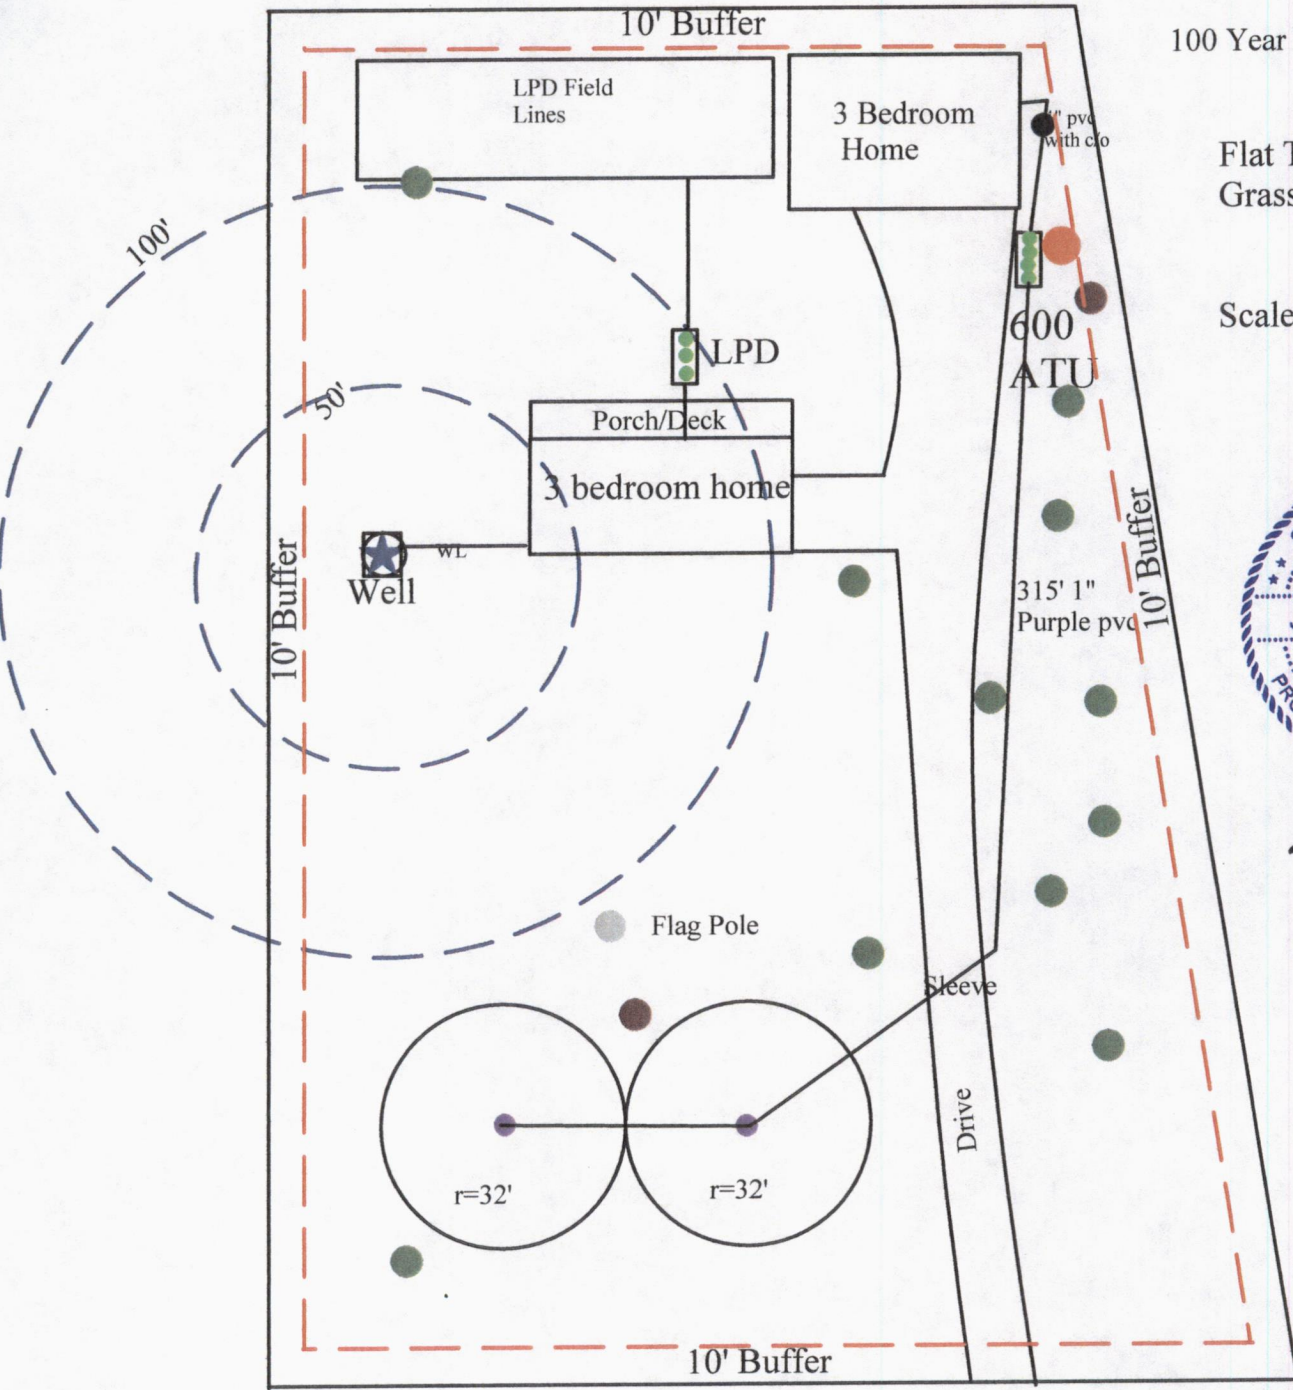 10' Buffer
100 Year
LPD Field
Lines
3 Bedroom
Home
pvc
with c/o
Flat
Grass
100'
Scale
600
ATU
LPD
50'
Porch/Deck
3 bedroom home
WL
Well
10' Buffer
10' Buffer
315' 1"
Purple pvc
Flag Pole
Sleeve
Drive
r=32'
r=32'
10' Buffer